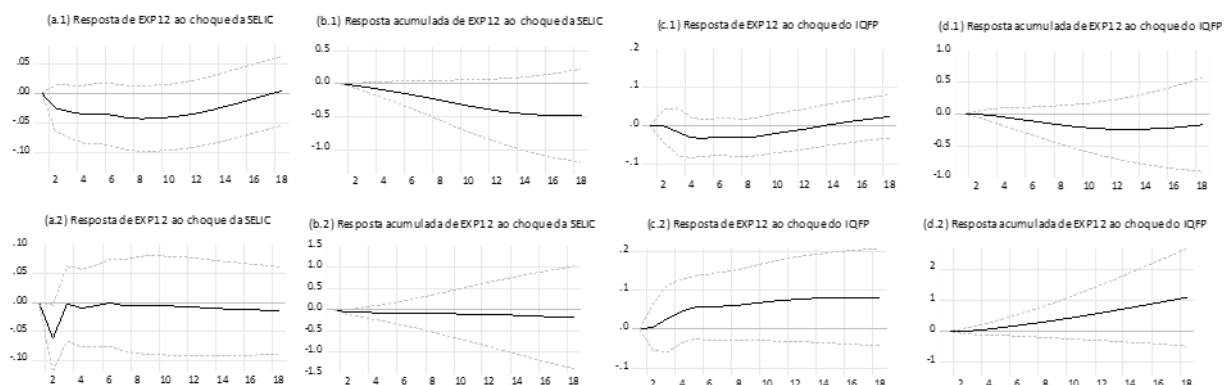 (a.1) Resposta de EXP12 ao choque da SELIC
.05
.00
-.05
-.10
2 4 6 8 10 12 14 16 18
(b.1) Resposta acumulada de EXP12 ao choque da SELIC
0.5
0.0
-0.5
-1.0
2 4 6 8 10 12 14 16 18
(c.1) Resposta de EXP12 ao choque do IQFP
.2
.1
.0
-.1
2 4 6 8 10 12 14 16 18
(d.1) Resposta acumulada de EXP12 ao choque do IQFP
1.0
0.5
0.0
-0.5
-1.0
2 4 6 8 10 12 14 16 18
(a.2) Resposta de EXP12 ao choque da SELIC
.10
.05
.00
-.05
-.10
2 4 6 8 10 12 14 16 18
(b.2) Resposta acumulada de EXP12 ao choque da SELIC
1.5
1.0
0.5
0.0
-0.5
-1.0
-1.5
2 4 6 8 10 12 14 16 18
(c.2) Resposta de EXP12 ao choque do IQFP
.2
.1
.0
-.1
2 4 6 8 10 12 14 16 18
(d.2) Resposta acumulada de EXP12 ao choque do IQFP
2
1
0
-1
2 4 6 8 10 12 14 16 18